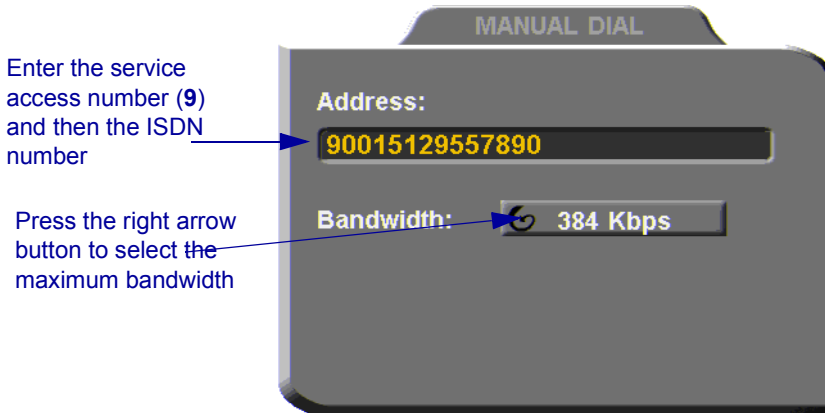 MANUAL DIAL
Enter the service
access number (9)
and then the ISDN
number
Address:
90015129557890
Press the right arrow
button to select the
maximum bandwidth
Bandwidth:
384 Kbps